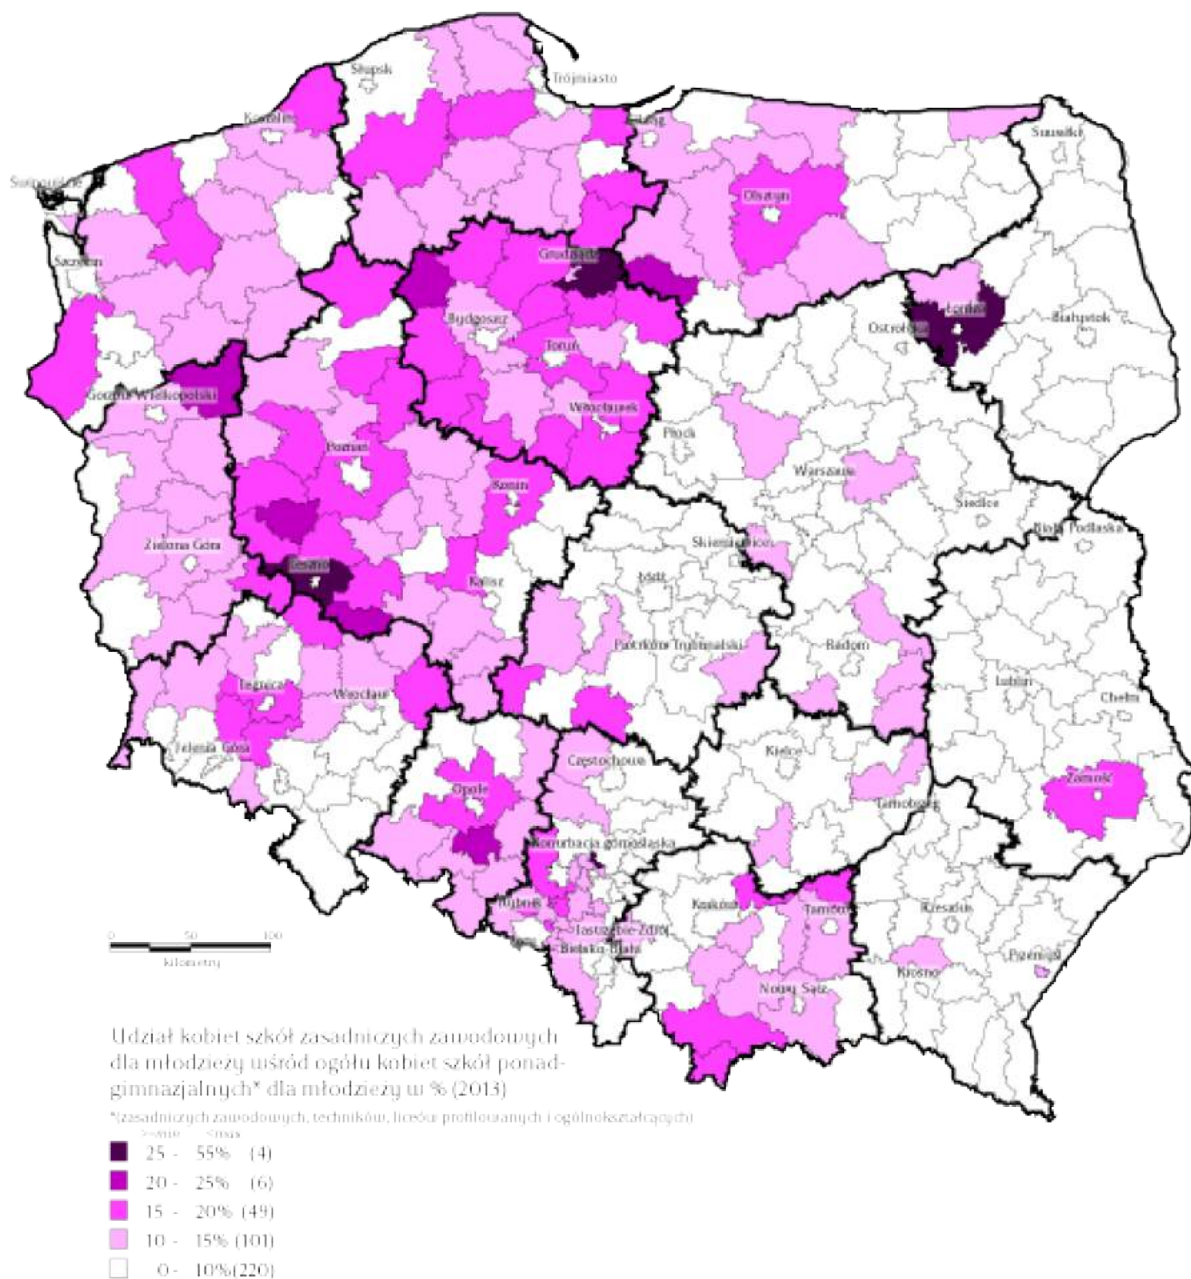 Słupsk
Trójmiasto
Koszalin
Elbląg
Suwałki
Świnoujście
Olsztyn
Szczecin
Grudziądz
Łomża
Bydgoszcz
Ostrołęka
Białystok
Toruń
Gorzów Wielkopolski
Włocławek
Płock
Poznań
Warszawa
Konin
Siedlce
Biała Podlaska
Zielona Góra
Skierniewice
Leszno
Kalisz
Łódź
Piotrków Trybunalski
Radom
Legnica
Wrocław
Lublin
Chełm
Jelenia Góra
Kielce
Częstochowa
Zamość
Opole
Tarnobrzeg
Konurbacja górnośląska
Rybnik
Kraków
Tarnów
Rzeszów
Jastrzębie-Zdrój
Bielsko-Biała
Przemyśl
Krosno
Nowy Sącz
0 50 100
kilometry
Udział kobiet szkół zasadniczych zawodowych
dla młodzieży wśród ogółu kobiet szkół ponad-
gimnazjalnych* dla młodzieży w % (2013)
*(zasadniczych zawodowych, techników, liceów profilowanych i ogólnokształcących)
>=min <max
25 - 55% (4)
20 - 25% (6)
15 - 20% (49)
10 - 15% (101)
0 - 10% (220)